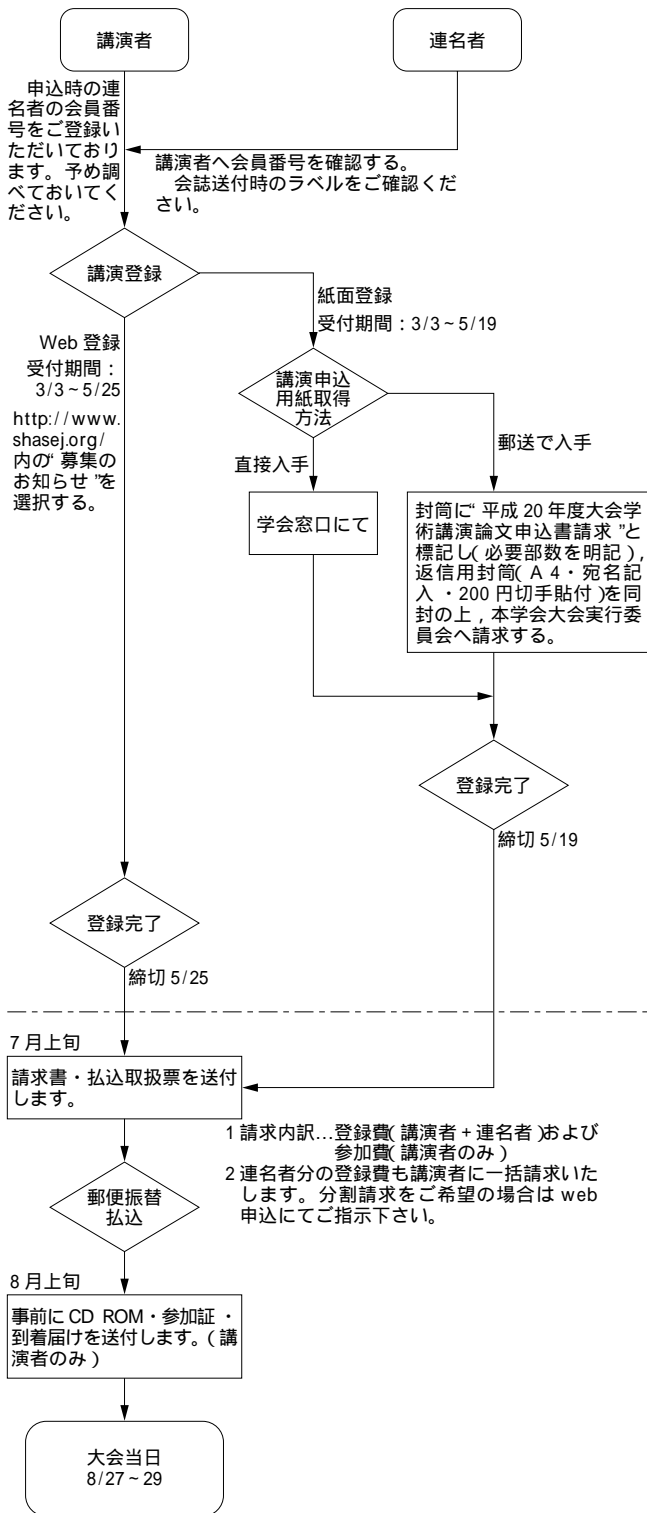 講演者
連名者
申込時の連
名者の会員番
号をご登録い
ただいており
ます。予め調
べておいてく
ださい。
講演者へ会員番号を確認する。
会誌送付時のラベルをご確認くだ
さい。
講演登録
紙面登録
受付期間:3/3~5/19
Web 登録
受付期間:
3/3~5/25
http://www.
shasej.org/
内の“募集の
お知らせ”を
選択する。
講演申込
用紙取得
方法
直接入手
郵送で入手
学会窓口にて
封筒に“平成 20 年度大会学
術講演論文申込書請求”と
標記し(必要部数を明記),
返信用封筒(A 4・宛名記
入・200 円切手貼付)を同
封の上,本学会大会実行委
員会へ請求する。
登録完了
締切 5/19
登録完了
締切 5/25
7 月上旬
請求書・払込取扱票を送付
します。
1 請求内訳…登録費(講演者+連名者)および
参加費(講演者のみ)
2 連名者分の登録費も講演者に一括請求いた
します。分割請求をご希望の場合は web
申込にてご指示下さい。
郵便振替
払込
8 月上旬
事前に CD ROM・参加証・
到着届けを送付します。(講
演者のみ)
大会当日
8/27~29